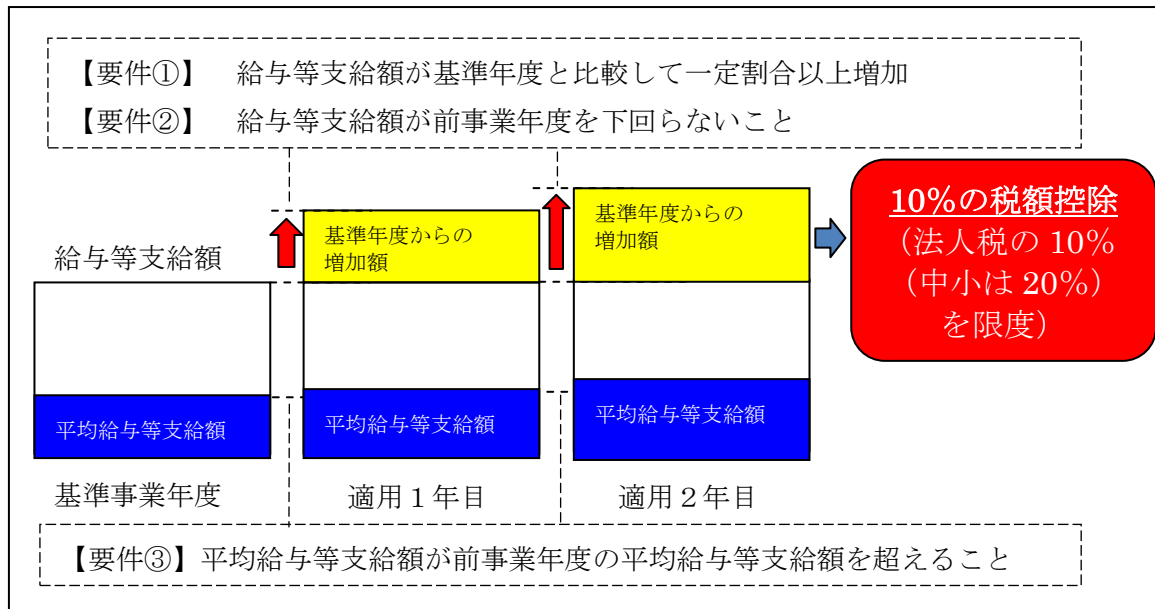 【要件①】　給与等支給額が基準年度と比較して一定割合以上増加
【要件②】　給与等支給額が前事業年度を下回らないこと
10％の税額控除
（法人税の 10％
（中小は 20％）
を限度）
基準年度からの
増加額
基準年度からの
増加額
給与等支給額
平均給与等支給額
平均給与等支給額
平均給与等支給額
基準事業年度
適用１年目
適用２年目
【要件③】平均給与等支給額が前事業年度の平均給与等支給額を超えること